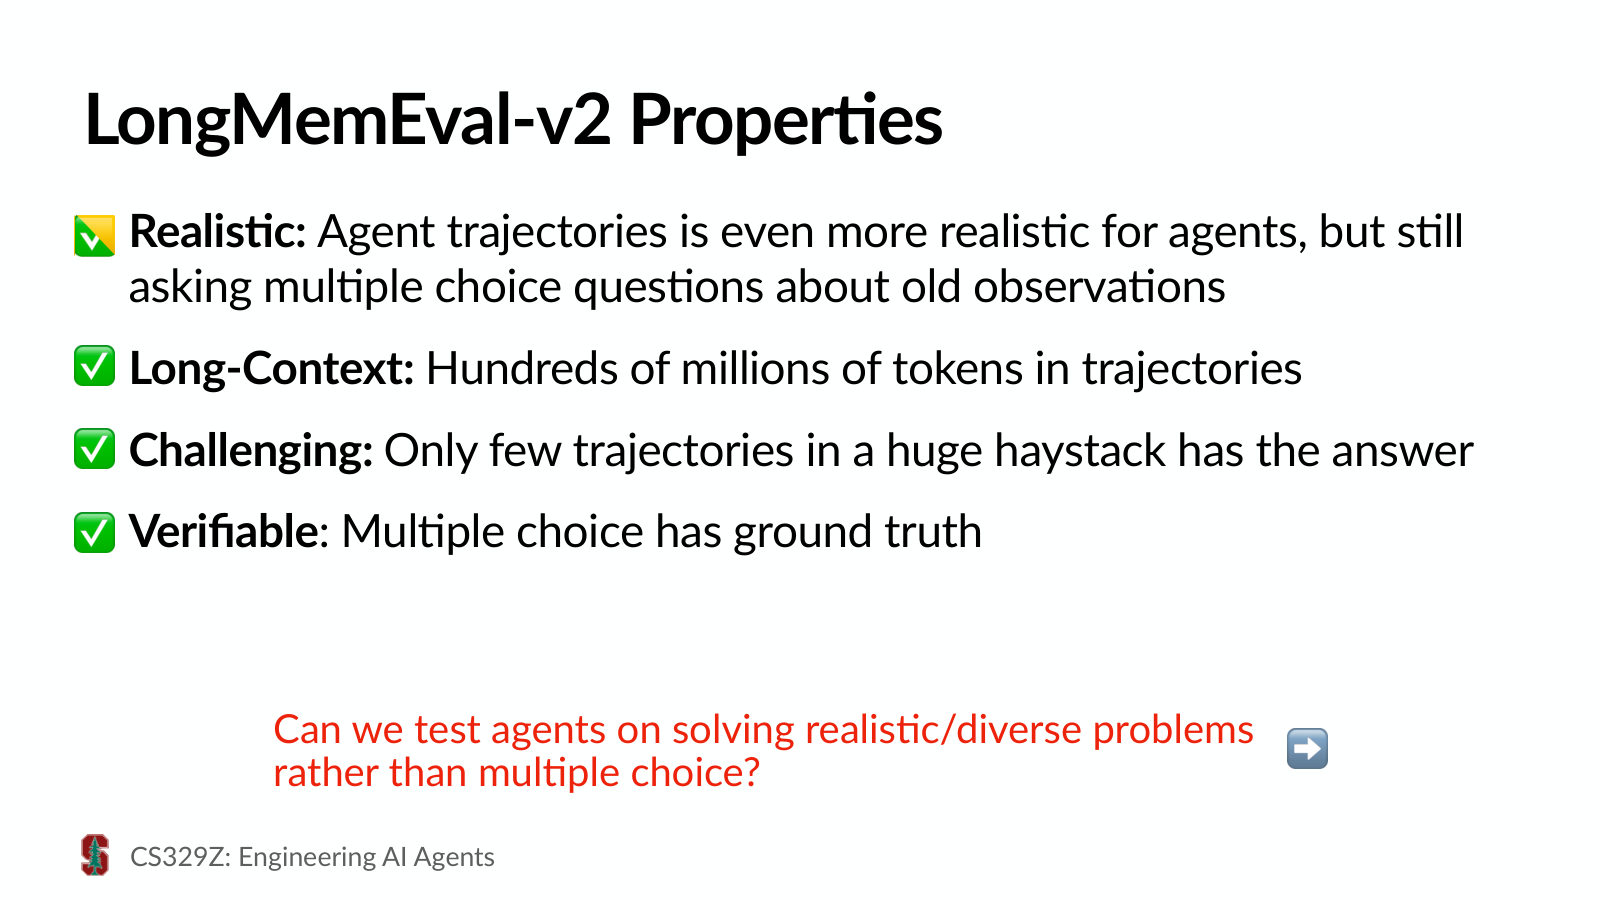 LongMemEval-v2 Properties
Realistic: Agent trajectories is even more realistic for agents, but still
asking multiple choice questions about old observations
Long-Context: Hundreds of millions of tokens in trajectories
Challenging: Only few trajectories in a huge haystack has the answer
Verifiable: Multiple choice has ground truth
Can we test agents on solving realistic/diverse problems
rather than multiple choice?
CS329Z: Engineering AI Agents